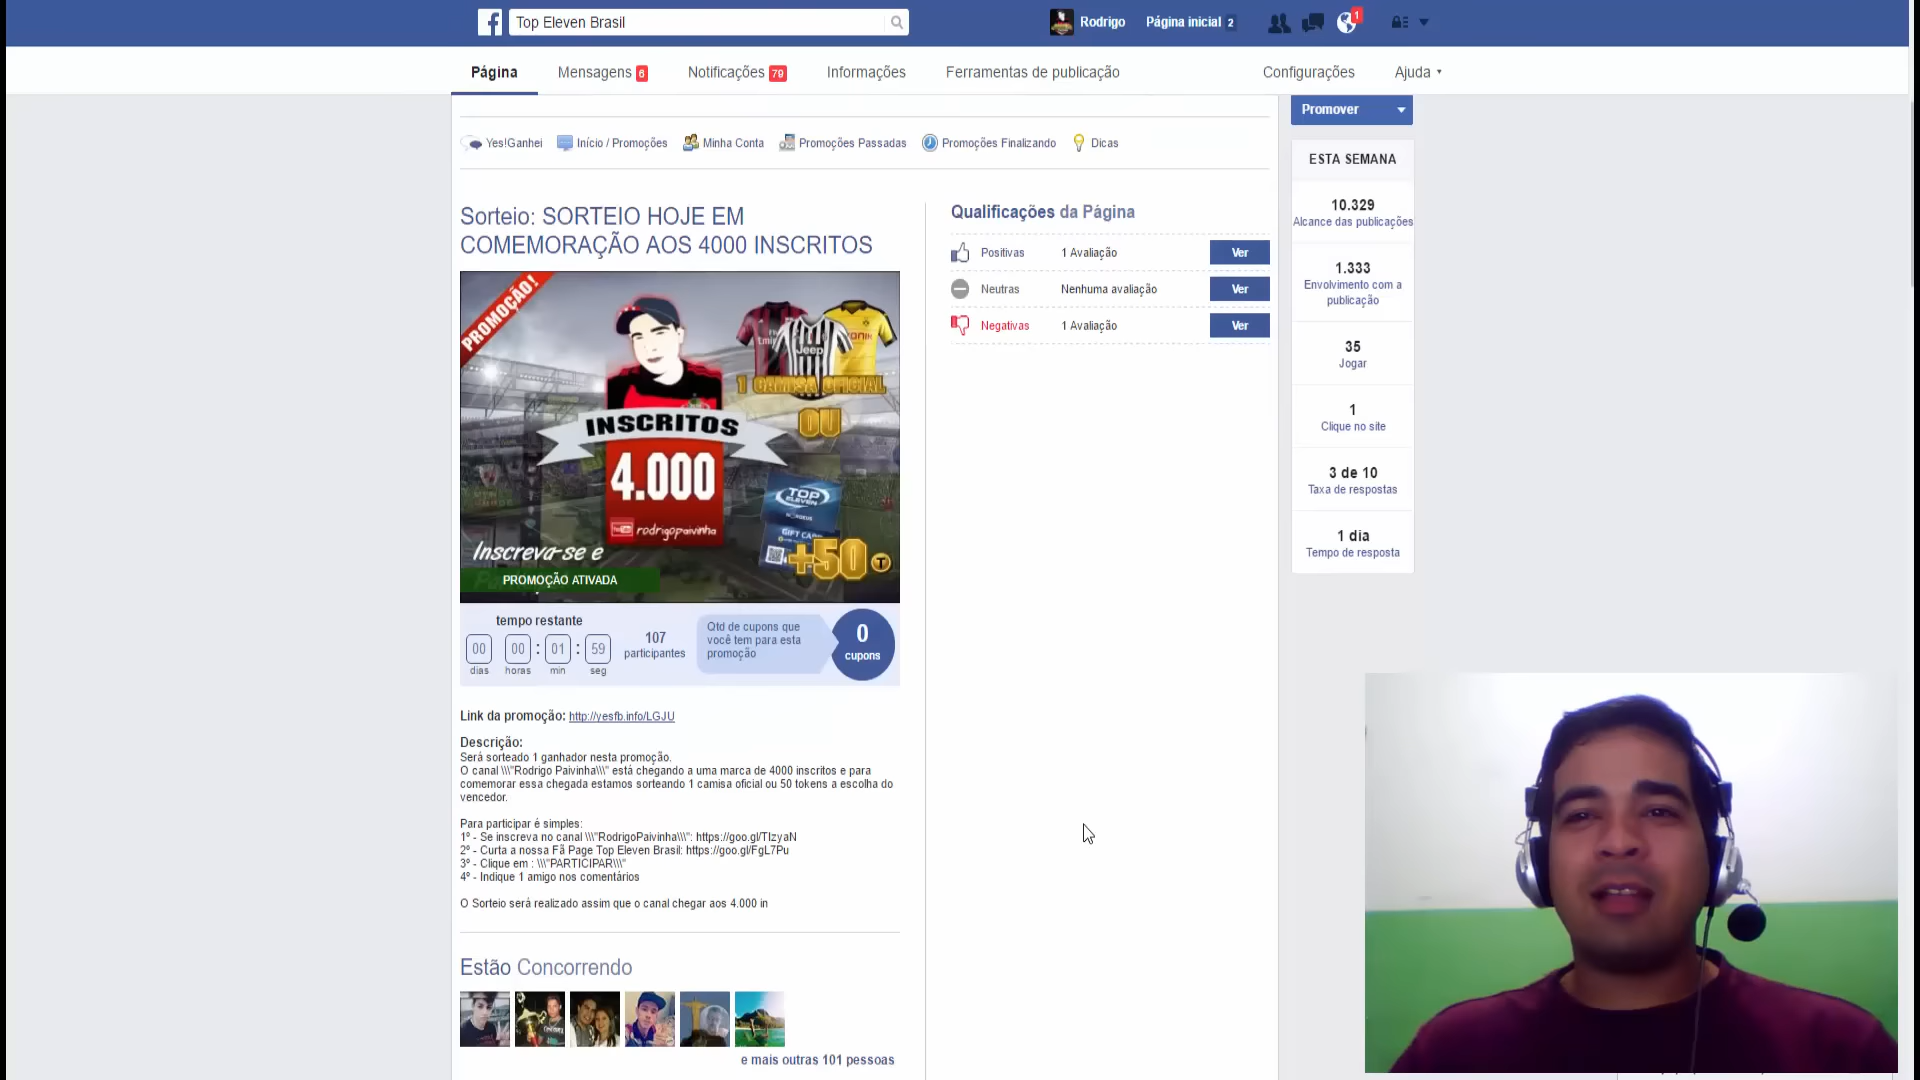 Top Eleven Brasil
Rodrigo
Página inicial 2
1
Página
Mensagens 6
Notificações 79
Informações
Ferramentas de publicação
Configurações
Ajuda
Promover
Yes!Ganhei
Início / Promoções
Minha Conta
Promoções Passadas
Promoções Finalizando
Dicas
Sorteio: SORTEIO HOJE EM
COMEMORAÇÃO AOS 4000 INSCRITOS
PROMOÇÃO!
Jeep
1 CAMISA OFICIAL
OU
INSCRITOS
4.000
rodrigopaivinha
TOP
ELEVEN
NORDEUS
+50
Inscreva-se e
PROMOÇÃO ATIVADA
tempo restante
00 00 : 01 : 59
dias horas min seg
107
participantes
Qtd de cupons que
você tem para esta
promoção
0
cupons
Link da promoção: http://yesfb.info/LGJU
Descrição:
Será sorteado 1 ganhador nesta promoção.
O canal \\\"Rodrigo Paivinha\\\" está chegando a uma marca de 4000 inscritos e para
comemorar essa chegada estamos sorteando 1 camisa oficial ou 50 tokens a escolha do
vencedor.
Para participar é simples:
1º - Se inscreva no canal \\\"RodrigoPaivinha\\\": https://goo.gl/TIzyaN
2º - Curta a nossa Fã Page Top Eleven Brasil: https://goo.gl/FgL7Pu
3º - Clique em : \\\"PARTICIPAR\\\"
4º - Indique 1 amigo nos comentários
O Sorteio será realizado assim que o canal chegar aos 4.000 in
Estão Concorrendo
e mais outras 101 pessoas
Qualificações da Página
Positivas 1 Avaliação Ver
Neutras Nenhuma avaliação Ver
Negativas 1 Avaliação Ver
ESTA SEMANA
10.329
Alcance das publicações
1.333
Envolvimento com a
publicação
35
Jogar
1
Clique no site
3 de 10
Taxa de respostas
1 dia
Tempo de resposta